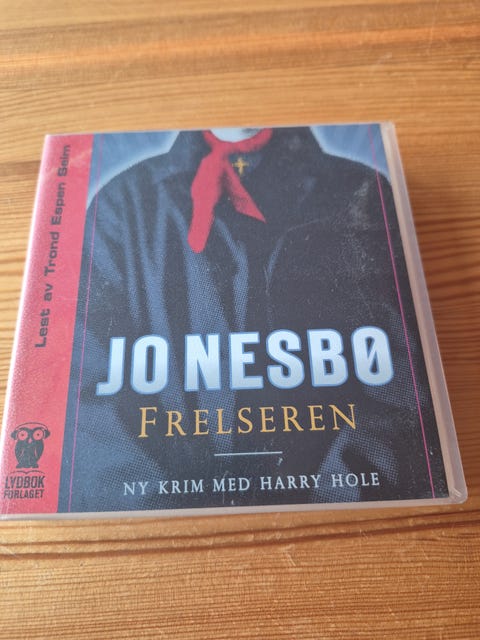 Lest av Trond Espen Seim
JO NESBØ
FRELSEREN
NY KRIM MED HARRY HOLE
LYDBOK
FORLAGET